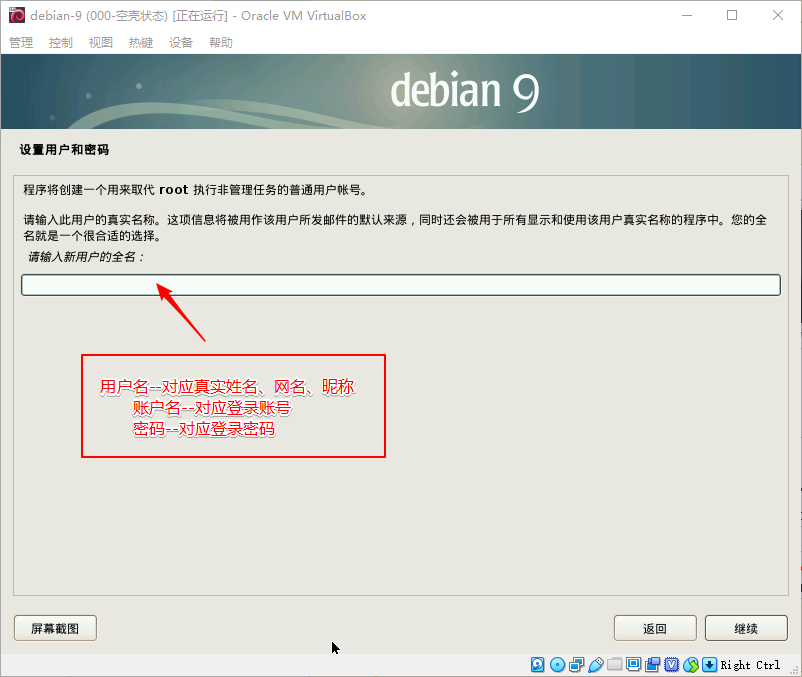 debian-9 (000-空壳状态) [正在运行] - Oracle VM VirtualBox
管理 控制 视图 热键 设备 帮助
debian 9
设置用户和密码
程序将创建一个用来取代 root 执行非管理任务的普通用户帐号。
请输入此用户的真实名称。这项信息将被用作该用户所发邮件的默认来源，同时还会被用于所有显示和使用该用户真实名称的程序中。您的全
名就是一个很合适的选择。
请输入新用户的全名：
用户名--对应真实姓名、网名、昵称
账户名--对应登录账号
密码--对应登录密码
屏幕截图 返回 继续
Right Ctrl